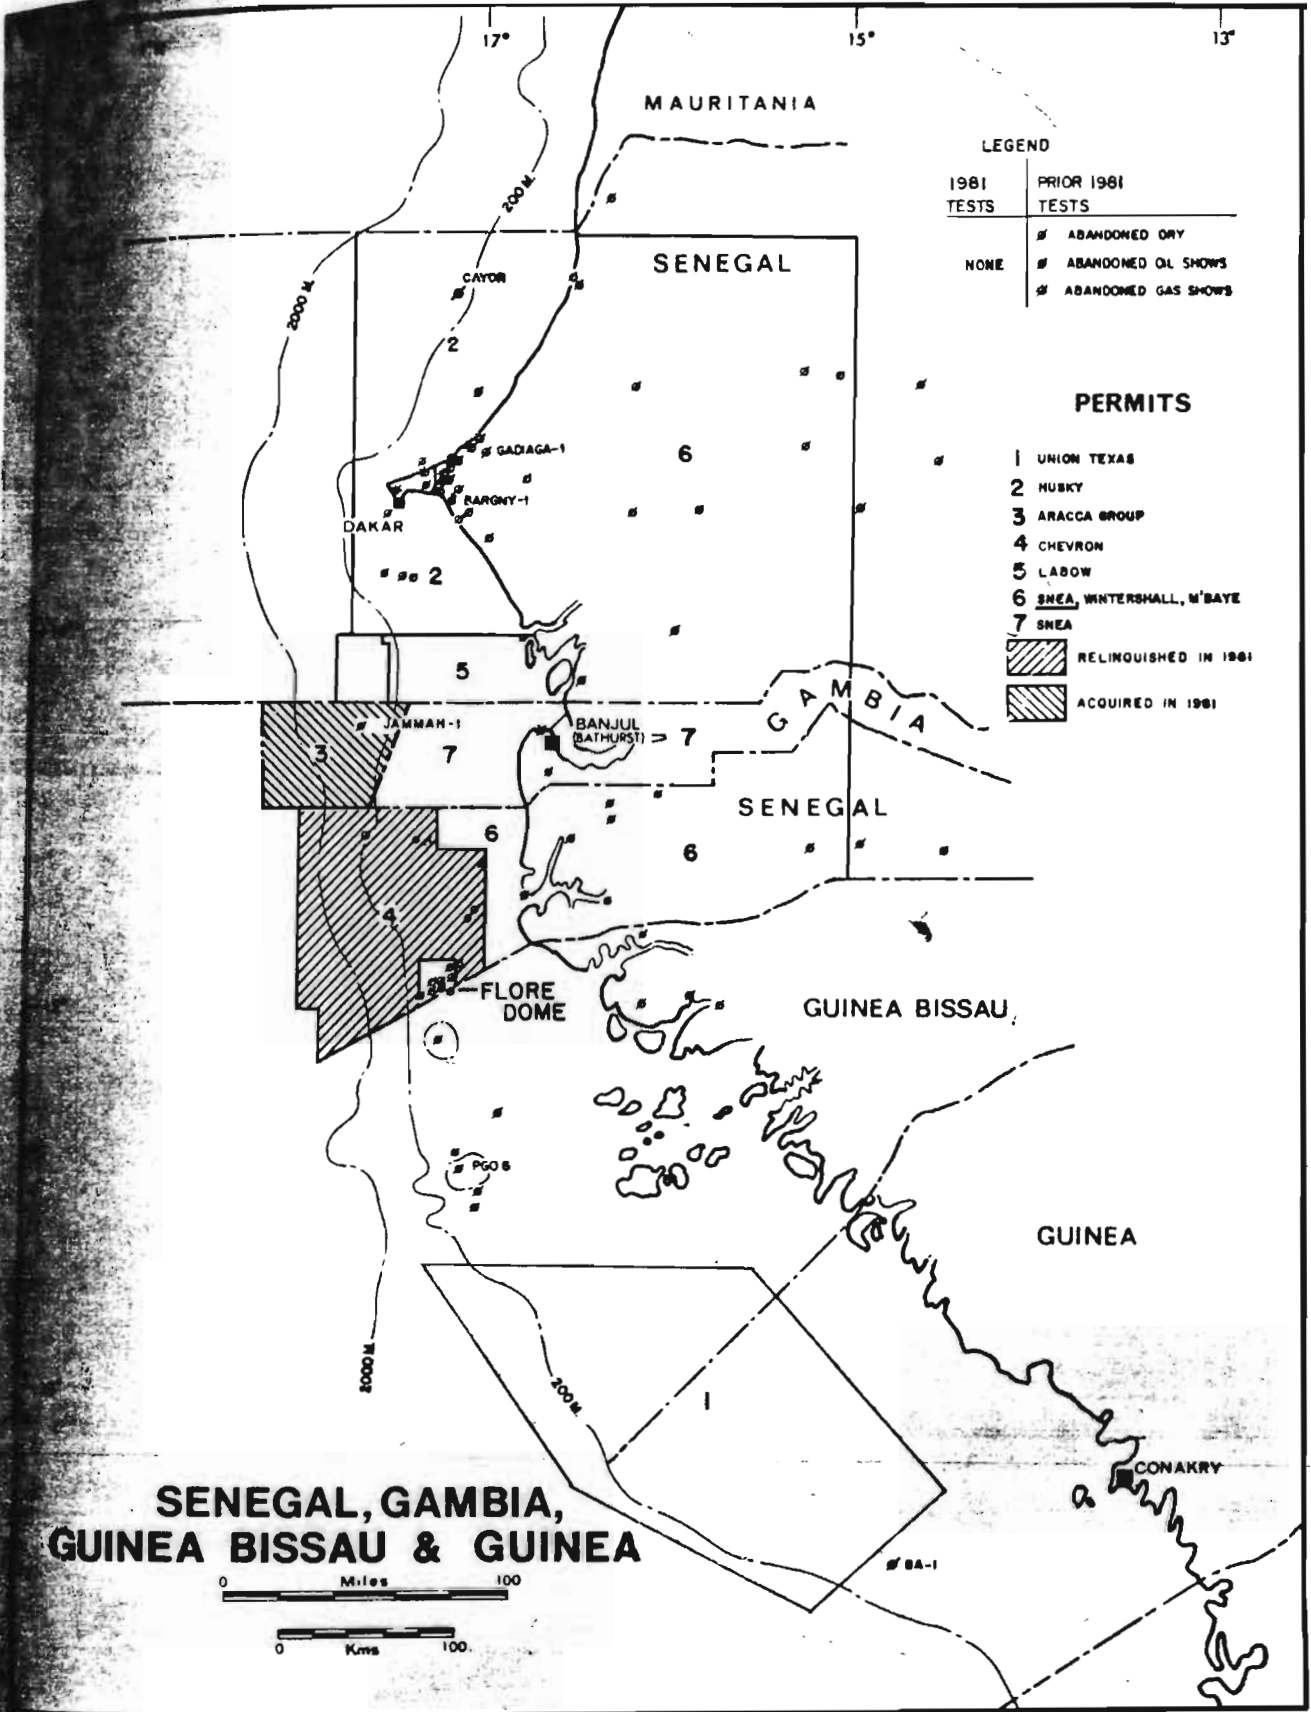 17°
15°
13°
MAURITANIA
LEGEND
1981 TESTS
PRIOR 1981 TESTS
ABANDONED DRY
NONE
ABANDONED OIL SHOWS
ABANDONED GAS SHOWS
200 M.
2000 M.
SENEGAL
CAYOR
2
PERMITS
1 UNION TEXAS
2 HUSKY
3 ARACCA GROUP
4 CHEVRON
5 LABOW
6 SNEA, WINTERSHALL, M'BAYE
7 SNEA
RELINQUISHED IN 1981
ACQUIRED IN 1981
GADIAGA-1
6
BARGNY-1
DAKAR
2
5
GAMBIA
JAMMAH-1
BANJUL
(BATHURST)
7
3
7
SENEGAL
6
6
4
FLORE
DOME
GUINEA BISSAU
PGO 6
GUINEA
2000 M.
200 M.
1
CONAKRY
BA-1
SENEGAL, GAMBIA,
GUINEA BISSAU & GUINEA
0 Miles 100
0 Kms 100